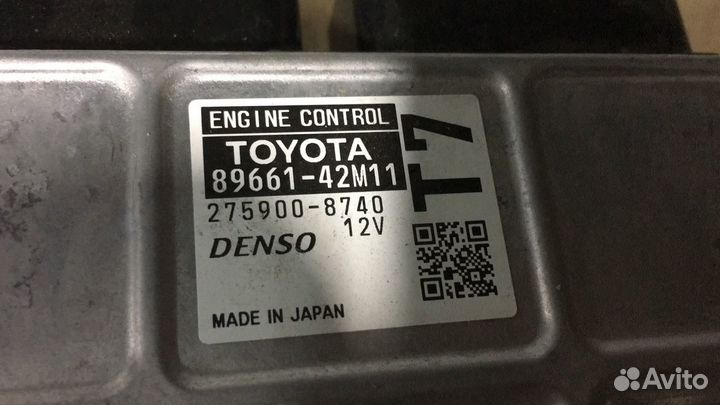 ENGINE CONTROL
TOYOTA
89661-42M11
275900-8740
12V
DENSO
MADE IN JAPAN
T7
Avito